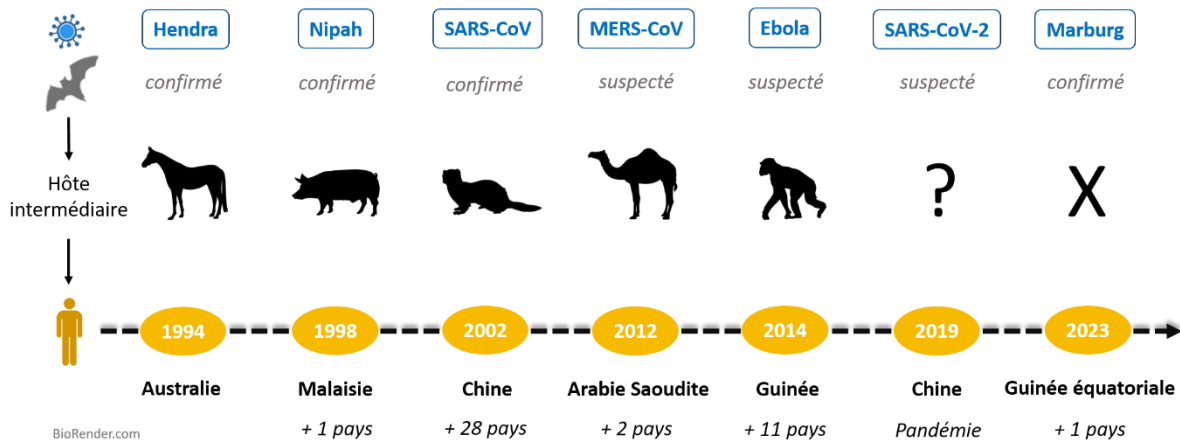 Hendra Nipah SARS-CoV MERS-CoV Ebola SARS-CoV-2 Marburg
confirmé confirmé confirmé suspecté suspecté suspecté confirmé
Hôte
intermédiaire
? X
1994 1998 2002 2012 2014 2019 2023
Australie Malaisie Chine Arabie Saoudite Guinée Chine Guinée équatoriale
+ 1 pays + 28 pays + 2 pays + 11 pays Pandémie + 1 pays
BioRender.com